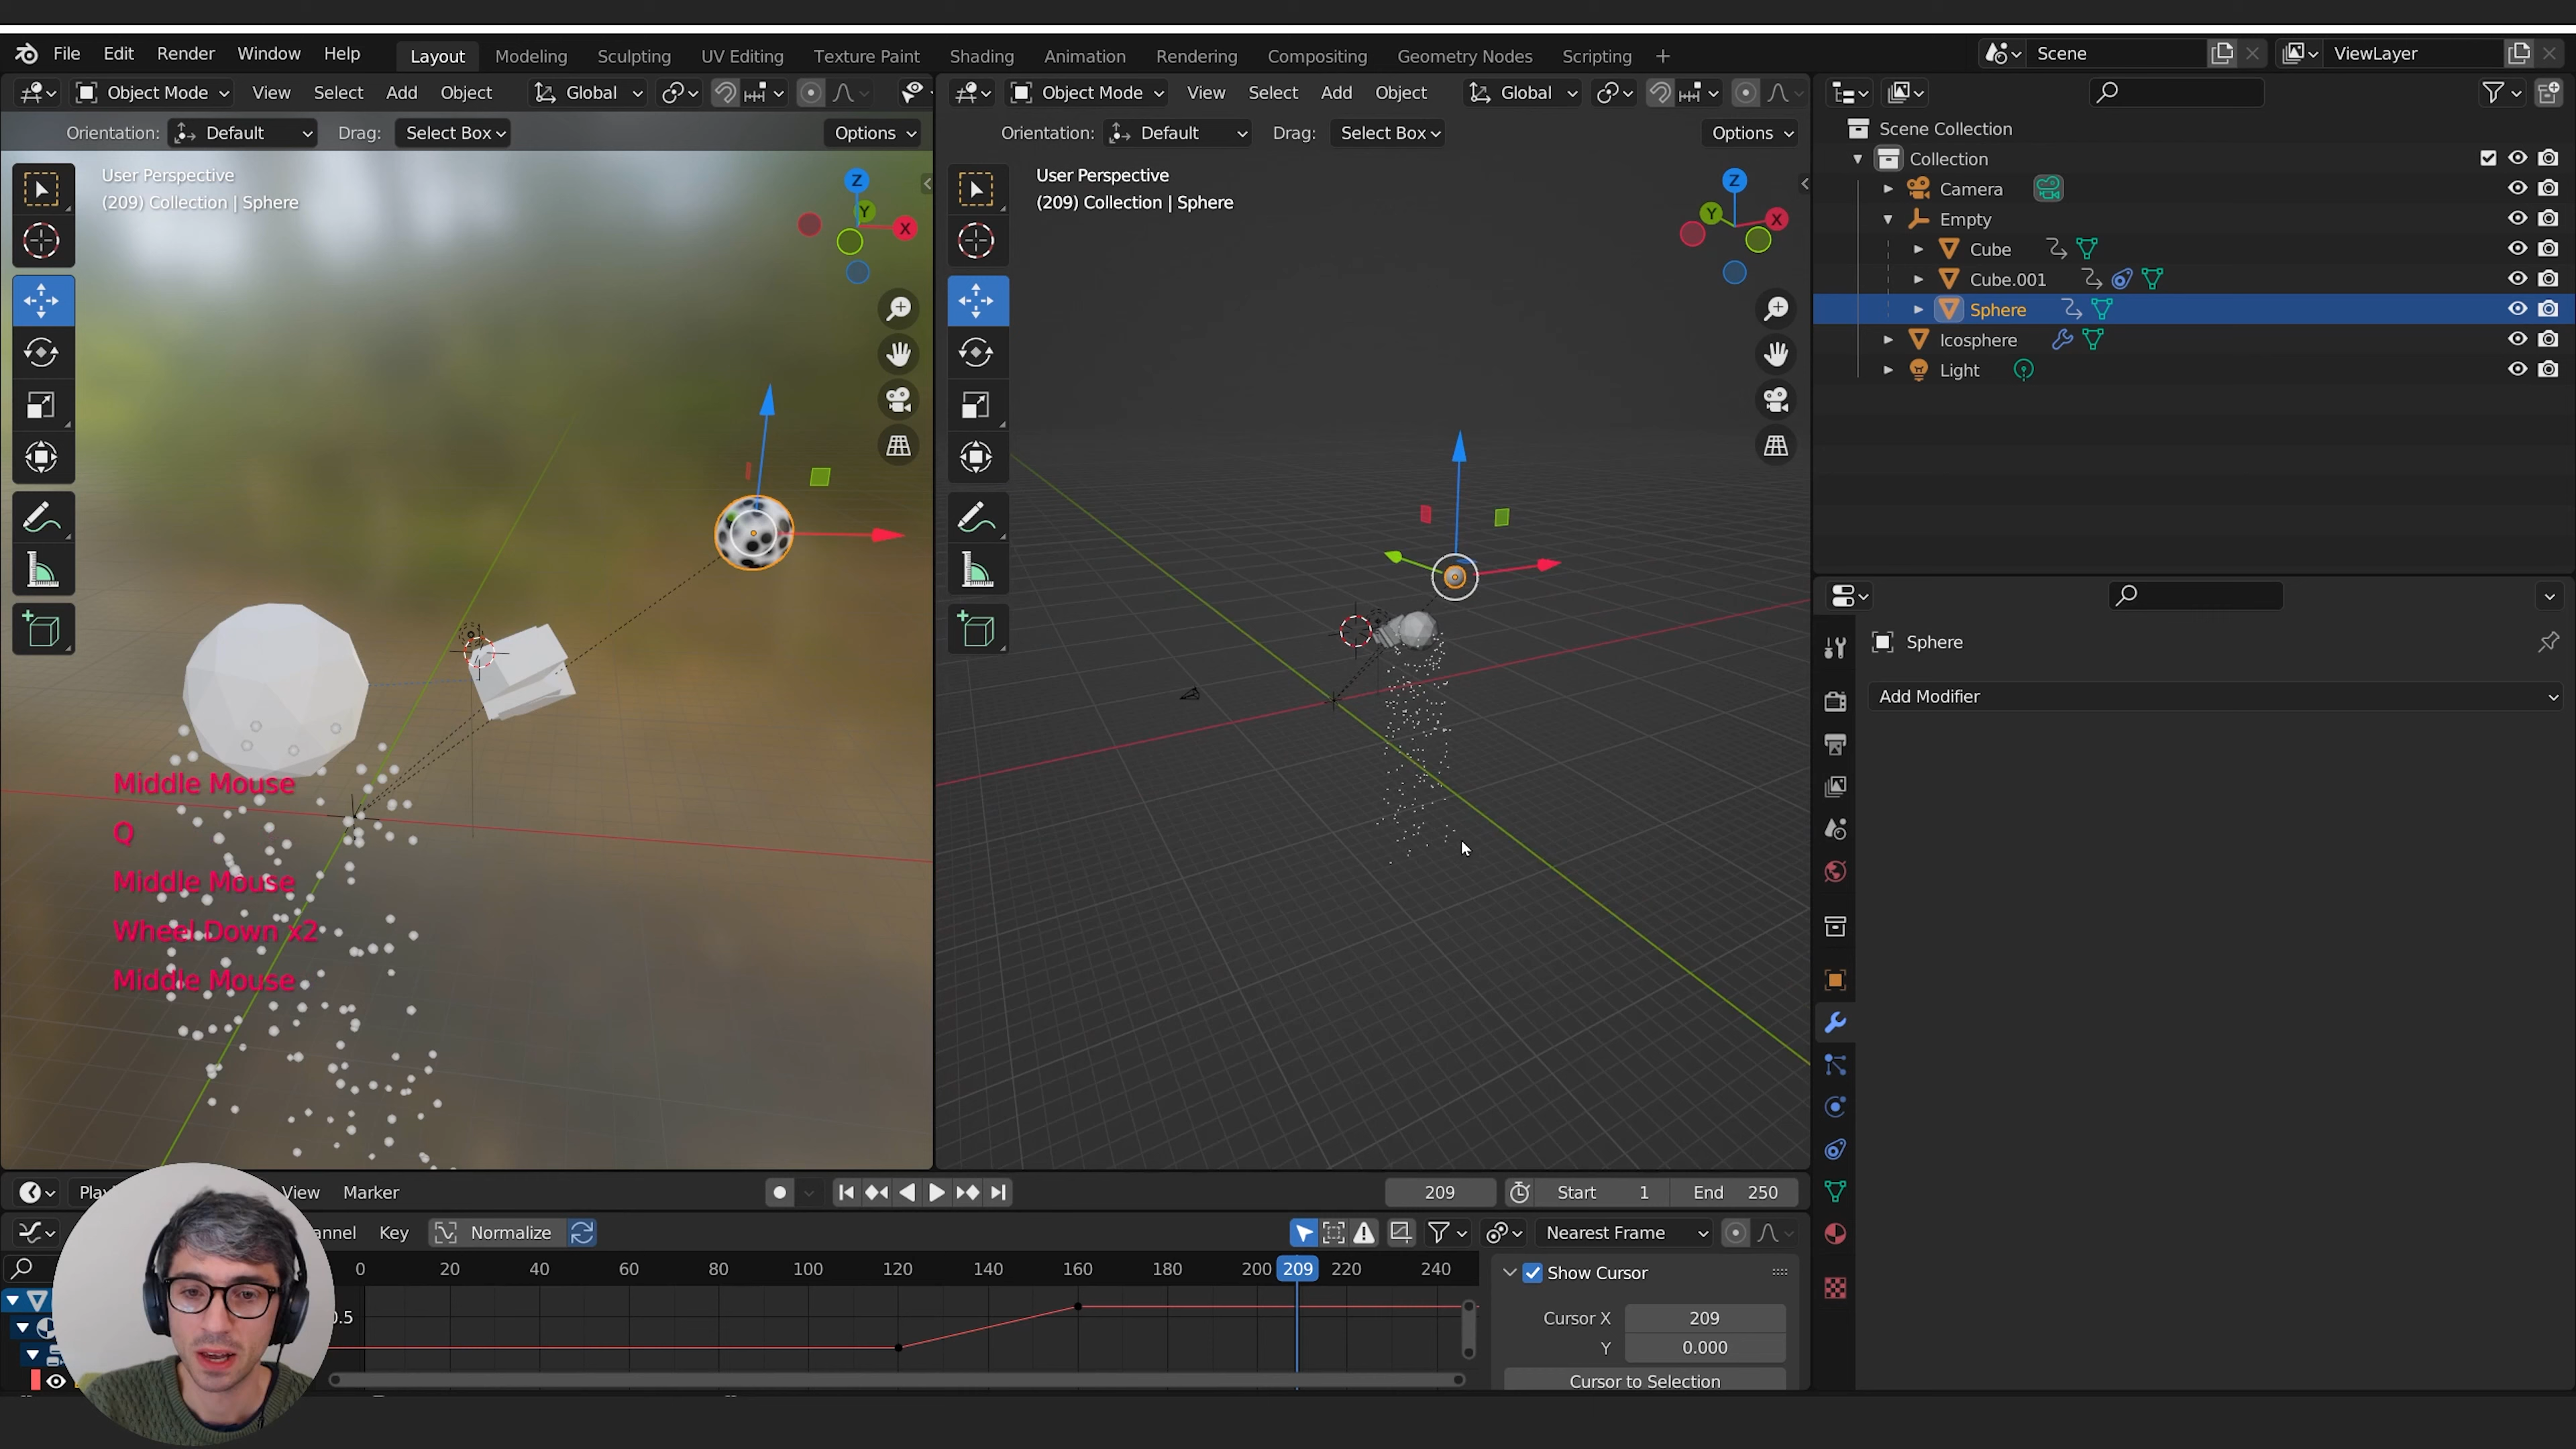 File Edit Render Window Help Layout Modeling Sculpting UV Editing Texture Paint Shading Animation Rendering Compositing Geometry Nodes Scripting + Scene ViewLayer
Object Mode View Select Add Object Global
Orientation: Default Drag: Select Box Options
User Perspective
(209) Collection | Sphere
Z
Y
X
Middle Mouse
Q
Middle Mouse
Wheel Down x2
Middle Mouse
Object Mode View Select Add Object Global
Orientation: Default Drag: Select Box Options
User Perspective
(209) Collection | Sphere
Z
Y
X
Scene Collection
Collection
Camera
Empty
Cube
Cube.001
Sphere
Icosphere
Light
Sphere
Add Modifier
View Marker 209 Start 1 End 250
Key Normalize Nearest Frame
0 20 40 60 80 100 120 140 160 180 200 209 220 240
Show Cursor
Cursor X 209
Y 0.000
Cursor to Selection